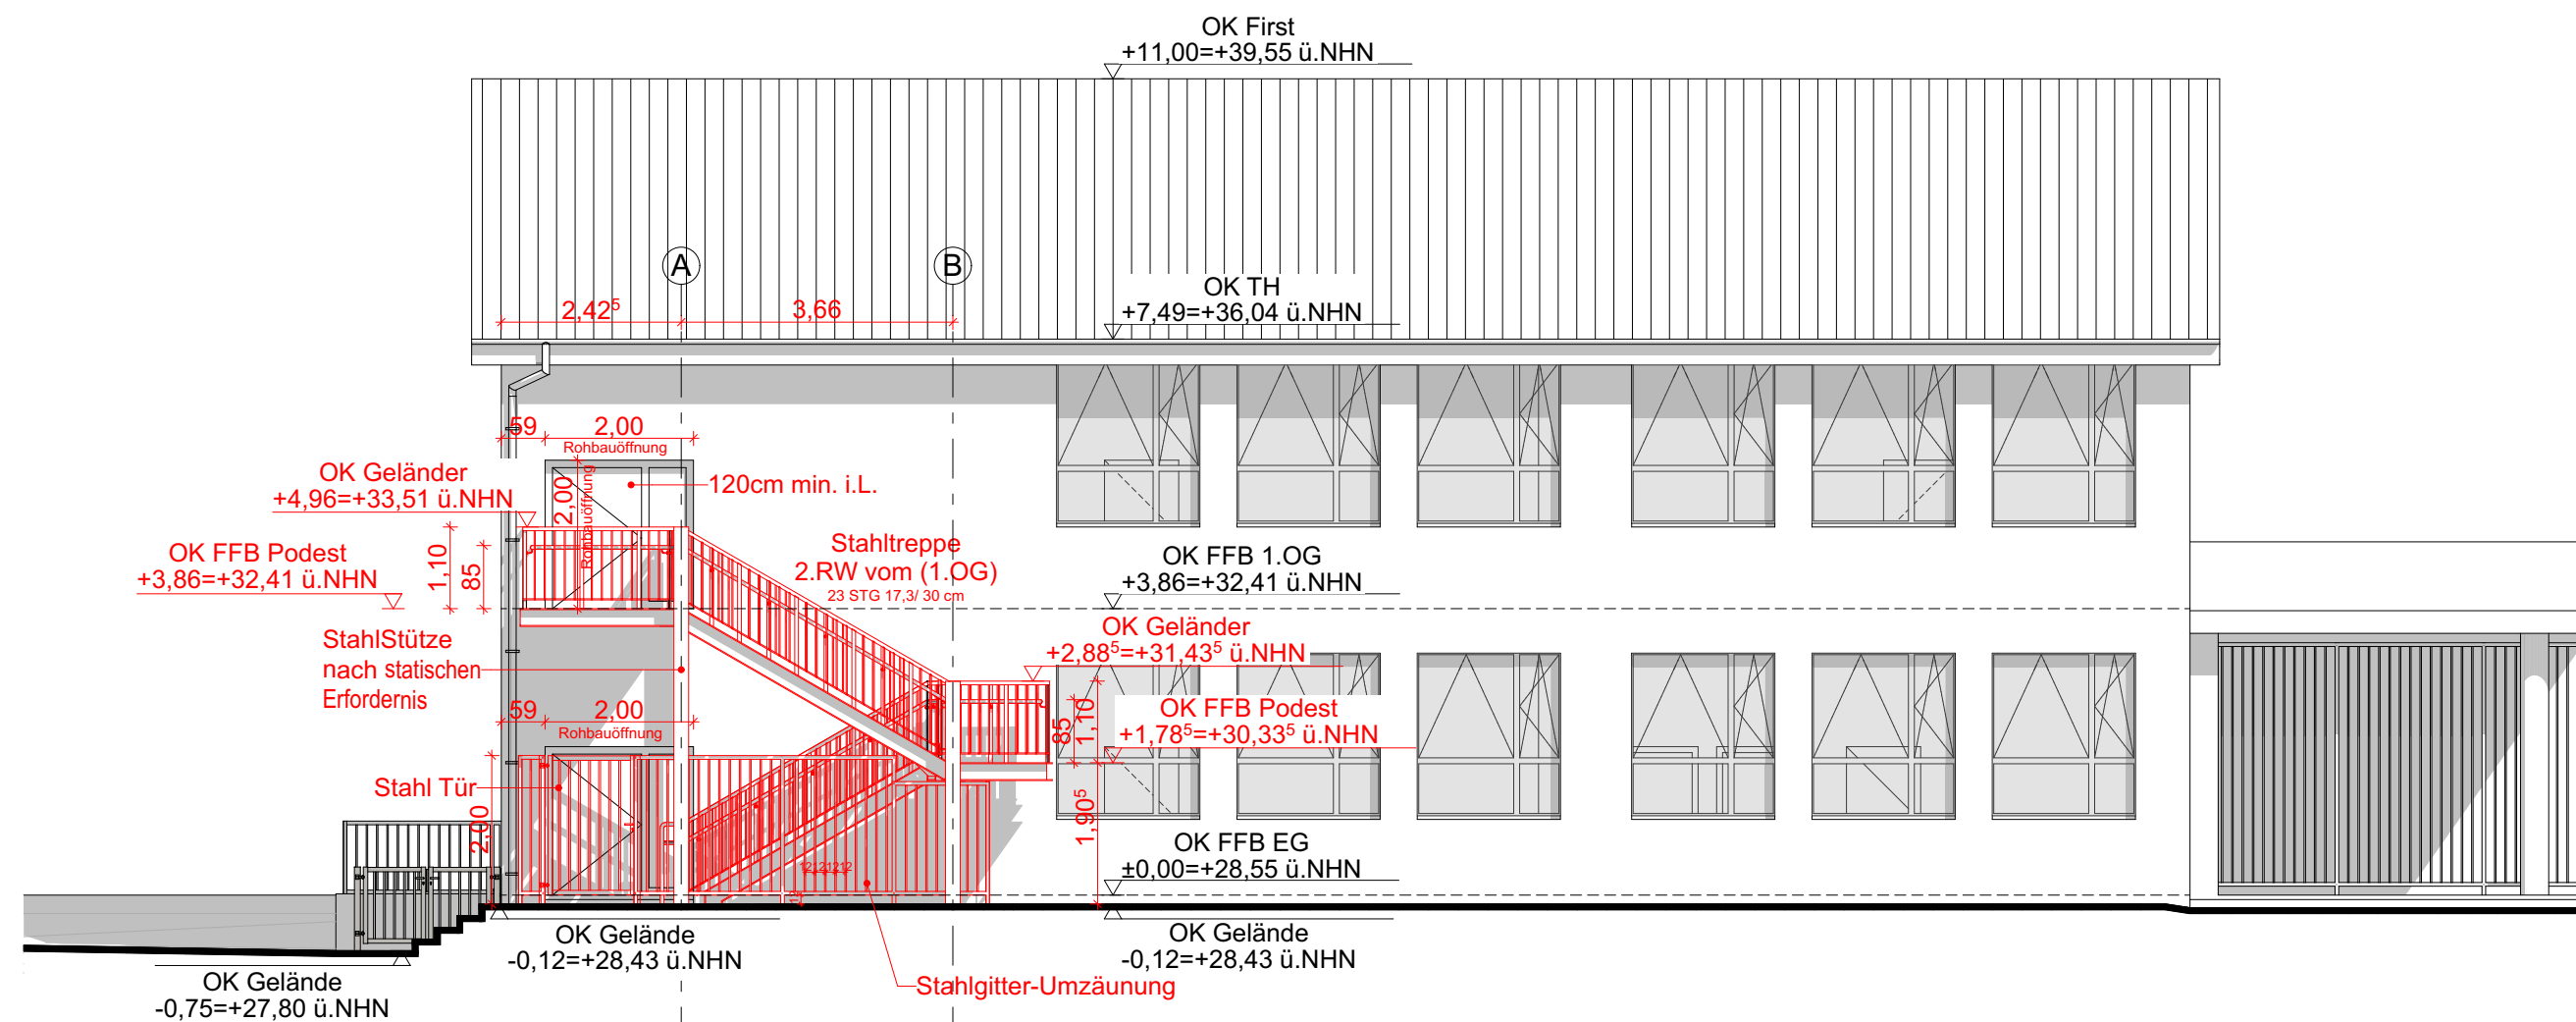 OK First
+11,00=+39,55 ü.NHN
A
B
2,42⁵
3,66
OK TH
+7,49=+36,04 ü.NHN
59
2,00
Rohbauöffnung
OK Geländer
+4,96=+33,51 ü.NHN
2,00
Rohbauöffnung
120cm min. i.L.
OK FFB Podest
+3,86=+32,41 ü.NHN
1,10
85
Stahltreppe
2.RW vom (1.OG)
23 STG 17,3/ 30 cm
OK FFB 1.OG
+3,86=+32,41 ü.NHN
StahlStütze
nach statischen
Erfordernis
OK Geländer
+2,88⁵=+31,43⁵ ü.NHN
59
2,00
Rohbauöffnung
85
1,10
OK FFB Podest
+1,78⁵=+30,33⁵ ü.NHN
Stahl Tür
2,00
1,90⁵
OK FFB EG
±0,00=+28,55 ü.NHN
12121212
OK Gelände
-0,12=+28,43 ü.NHN
OK Gelände
-0,12=+28,43 ü.NHN
OK Gelände
-0,75=+27,80 ü.NHN
Stahlgitter-Umzäunung